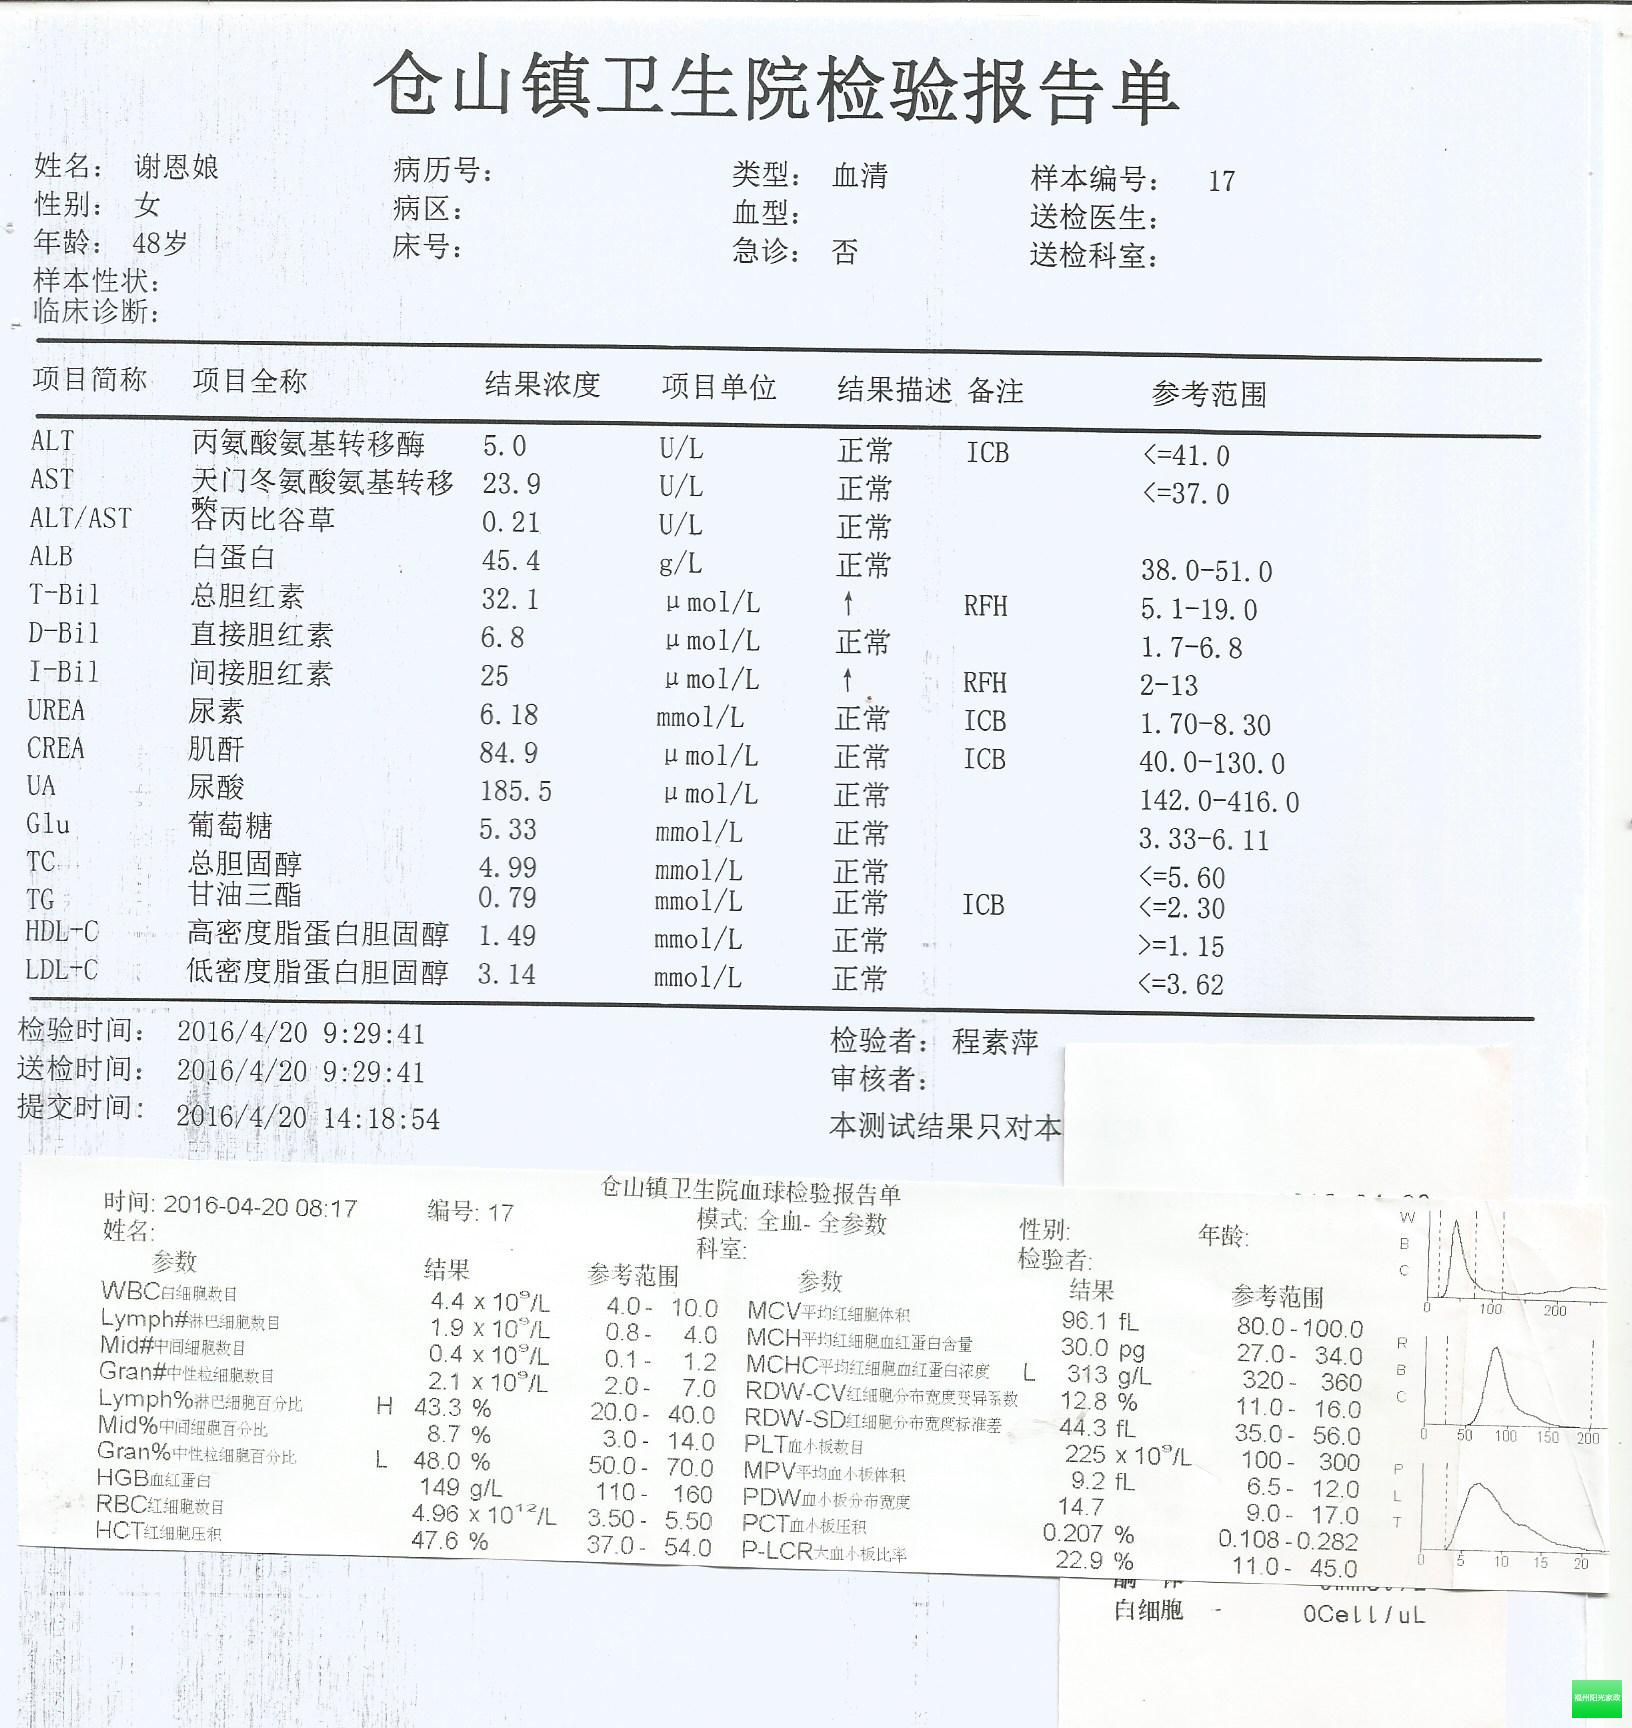 仓山镇卫生院检验报告单
姓名： 谢恩娘 病历号： 类型： 血清 样本编号： 17
性别： 女 病区： 血型： 送检医生：
年龄： 48岁 床号： 急诊： 否 送检科室：
样本性状：
临床诊断：
项目简称 项目全称 结果浓度 项目单位 结果描述 备注 参考范围
ALT 丙氨酸氨基转移酶 5.0 U/L 正常 ICB <=41.0
AST 天门冬氨酸氨基转移酶 23.9 U/L 正常 <=37.0
ALT/AST 谷丙比谷草 0.21 U/L 正常
ALB 白蛋白 45.4 g/L 正常 38.0-51.0
T-Bil 总胆红素 32.1 μmol/L ↑ RFH 5.1-19.0
D-Bil 直接胆红素 6.8 μmol/L 正常 1.7-6.8
I-Bil 间接胆红素 25 μmol/L ↑ RFH 2-13
UREA 尿素 6.18 mmol/L 正常 ICB 1.70-8.30
CREA 肌酐 84.9 μmol/L 正常 ICB 40.0-130.0
UA 尿酸 185.5 μmol/L 正常 142.0-416.0
Glu 葡萄糖 5.33 mmol/L 正常 3.33-6.11
TC 总胆固醇 4.99 mmol/L 正常 <=5.60
TG 甘油三酯 0.79 mmol/L 正常 ICB <=2.30
HDL-C 高密度脂蛋白胆固醇 1.49 mmol/L 正常 >=1.15
LDL-C 低密度脂蛋白胆固醇 3.14 mmol/L 正常 <=3.62
检验时间： 2016/4/20 9:29:41 检验者： 程素萍
送检时间： 2016/4/20 9:29:41 审核者：
提交时间： 2016/4/20 14:18:54 本测试结果只对本
仓山镇卫生院血球检验报告单
时间: 2016-04-20 08:17 编号: 17 模式: 全血- 全参数 性别: 年龄:
姓名: 科室: 检验者:
参数 结果 参考范围 参数 结果 参考范围
WBC白细胞数目 4.4 x 10⁹/L 4.0- 10.0 MCV平均红细胞体积 96.1 fL 80.0-100.0
Lymph#淋巴细胞数目 1.9 x 10⁹/L 0.8- 4.0 MCH平均红细胞血红蛋白含量 30.0 pg 27.0- 34.0
Mid#中间细胞数目 0.4 x 10⁹/L 0.1- 1.2 MCHC平均红细胞血红蛋白浓度 L 313 g/L 320- 360
Gran#中性粒细胞数目 2.1 x 10⁹/L 2.0- 7.0 RDW-CV红细胞分布宽度变异系数 12.8 % 11.0- 16.0
Lymph%淋巴细胞百分比 H 43.3 % 20.0- 40.0 RDW-SD红细胞分布宽度标准差 44.3 fL 35.0- 56.0
Mid%中间细胞百分比 8.7 % 3.0- 14.0 PLT血小板数目 225 x 10⁹/L 100- 300
Gran%中性粒细胞百分比 L 48.0 % 50.0- 70.0 MPV平均血小板体积 9.2 fL 6.5- 12.0
HGB血红蛋白 149 g/L 110- 160 PDW血小板分布宽度 14.7 9.0- 17.0
RBC红细胞数目 4.96 x 10¹²/L 3.50- 5.50 PCT血小板压积 0.207 % 0.108-0.282
HCT红细胞压积 47.6 % 37.0- 54.0 P-LCR大血小板比率 22.9 % 11.0- 45.0
WBC
0 100 200
RBC
0 50 100 150 200
PLT
0 5 10 15 20
白细胞 - 0Cell/uL
福州阳光家政